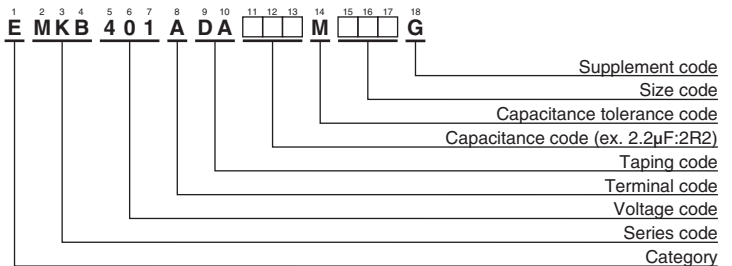 1 2 3 4 5 6 7 8 9 10 11 12 13 14 15 16 17 18
E MKB 401 A DA M G
Supplement code
Size code
Capacitance tolerance code
Capacitance code (ex. 2.2µF:2R2)
Taping code
Terminal code
Voltage code
Series code
Category